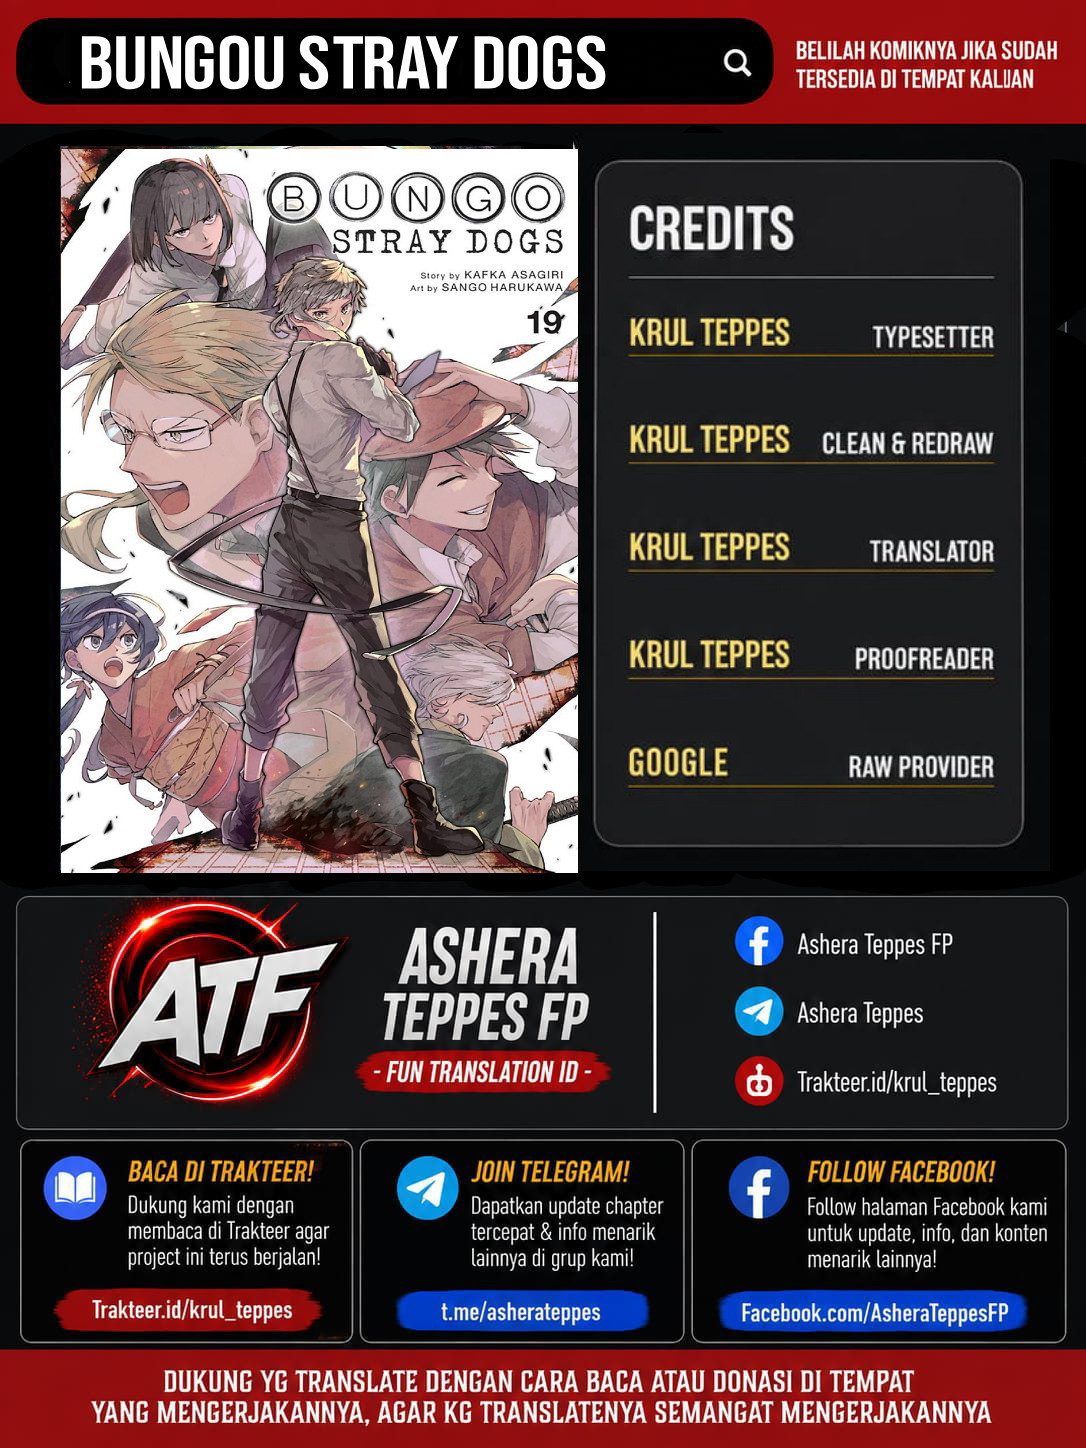 BUNGOU STRAY DOGS
BELILAH KOMIKNYA JIKA SUDAH
TERSEDIA DI TEMPAT KALIAN
BUNGO
STRAY DOGS
Story by KAFKA ASAGIRI
Art by SANGO HARUKAWA
19
CREDITS
KRUL TEPPES TYPESETTER
KRUL TEPPES CLEAN & REDRAW
KRUL TEPPES TRANSLATOR
KRUL TEPPES PROOFREADER
GOOGLE RAW PROVIDER
ATF
ASHERA
TEPPES FP
- FUN TRANSLATION ID -
Ashera Teppes FP
Ashera Teppes
Trakteer.id/krul_teppes
BACA DI TRAKTEER!
Dukung kami dengan
membaca di Trakteer agar
project ini terus berjalan!
Trakteer.id/krul_teppes
JOIN TELEGRAM!
Dapatkan update chapter
tercepat & info menarik
lainnya di grup kami!
t.me/asherateppes
FOLLOW FACEBOOK!
Follow halaman Facebook kami
untuk update, info, dan konten
menarik lainnya!
Facebook.com/AsheraTeppesFP
DUKUNG YG TRANSLATE DENGAN CARA BACA ATAU DONASI DI TEMPAT
YANG MENGERJAKANNYA, AGAR KG TRANSLATENYA SEMANGAT MENGERJAKANNYA